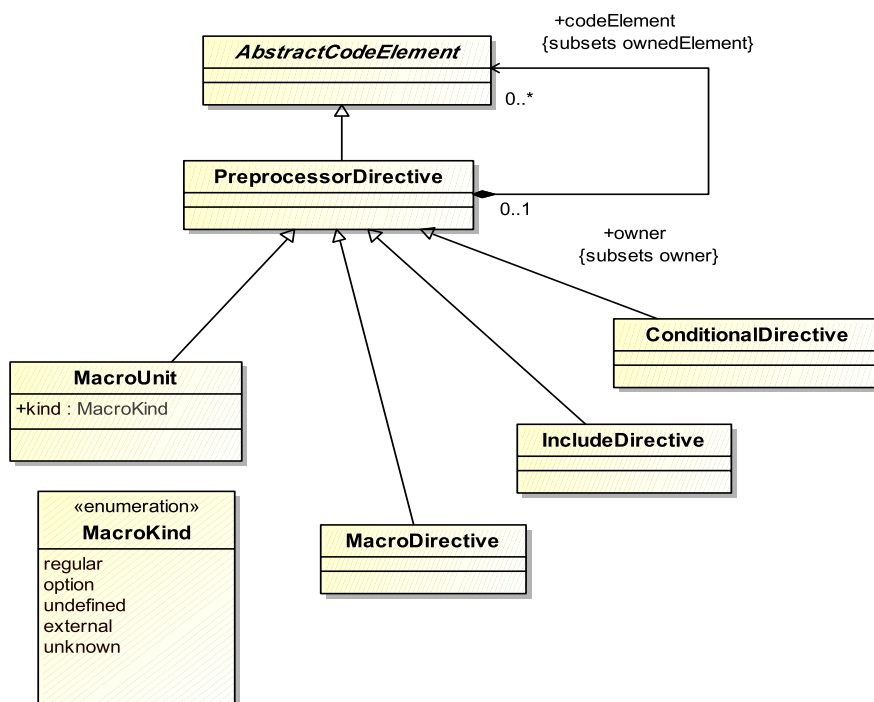 +codeElement
{subsets ownedElement}
AbstractCodeElement
0..*
PreprocessorDirective
0..1
+owner
{subsets owner}
ConditionalDirective
MacroUnit
+kind : MacroKind
IncludeDirective
«enumeration»
MacroKind
regular
option
undefined
external
unknown
MacroDirective